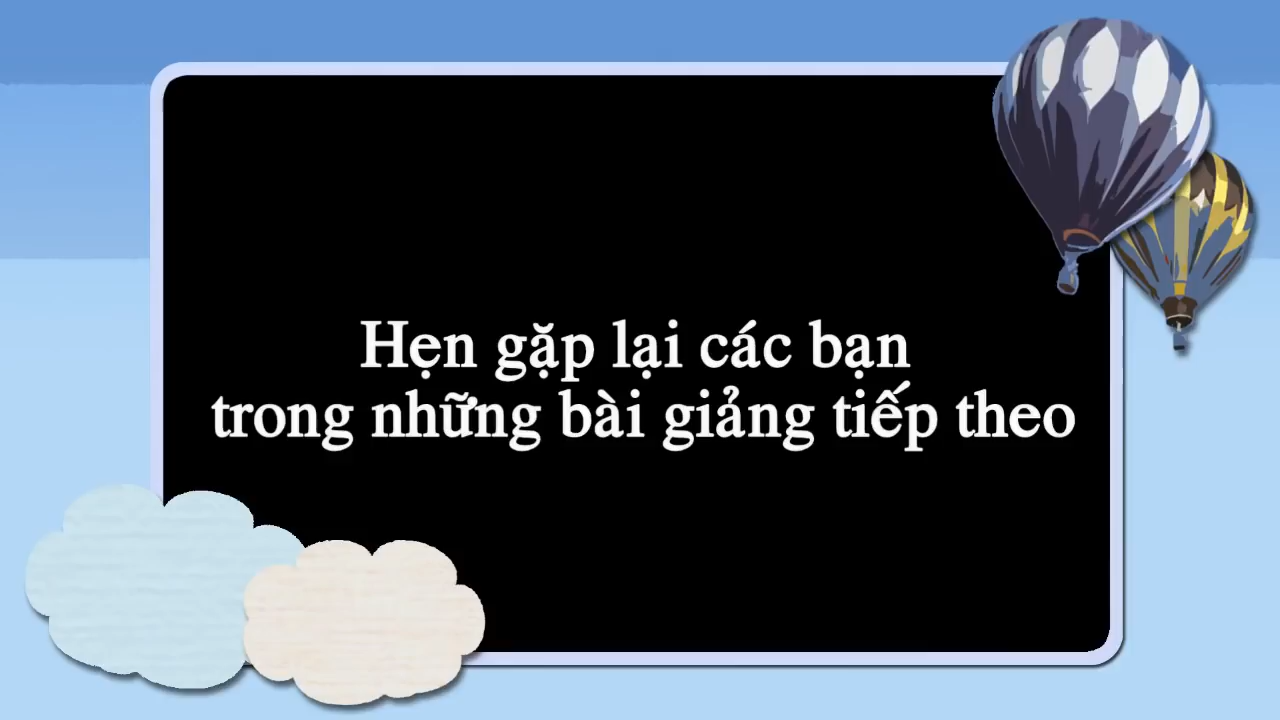 Hẹn gặp lại các bạn
trong những bài giảng tiếp theo